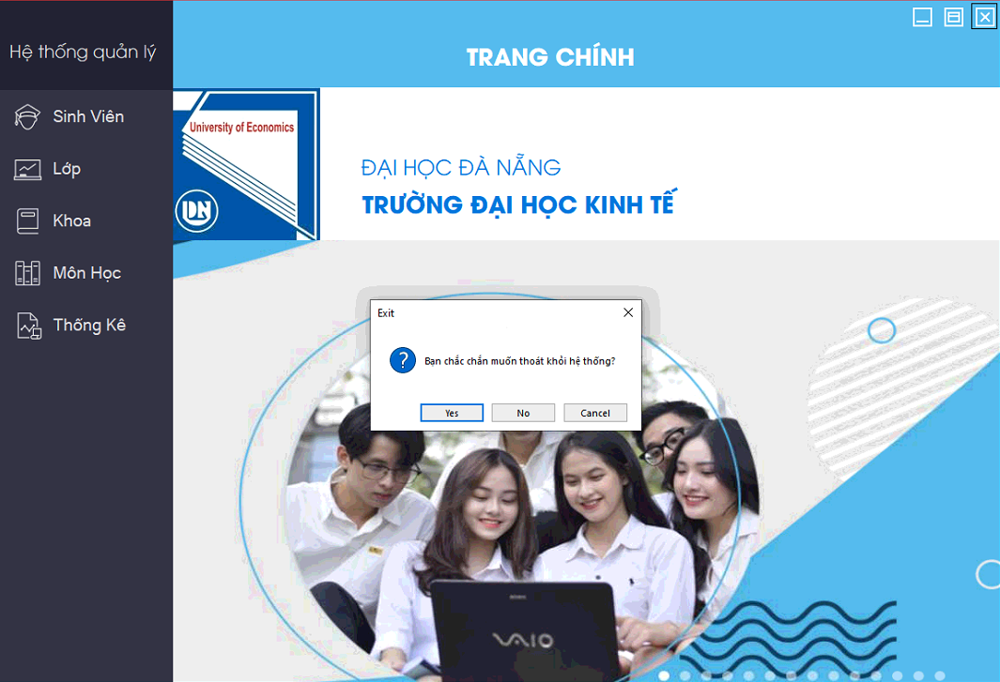 Hệ thống quản lý
TRANG CHÍNH
Sinh Viên
Lớp
Khoa
Môn Học
Thống Kê
University of Economics
DN
ĐẠI HỌC ĐÀ NẴNG
TRƯỜNG ĐẠI HỌC KINH TẾ
Exit
Bạn chắc chắn muốn thoát khỏi hệ thống?
Yes
No
Cancel
VAIO